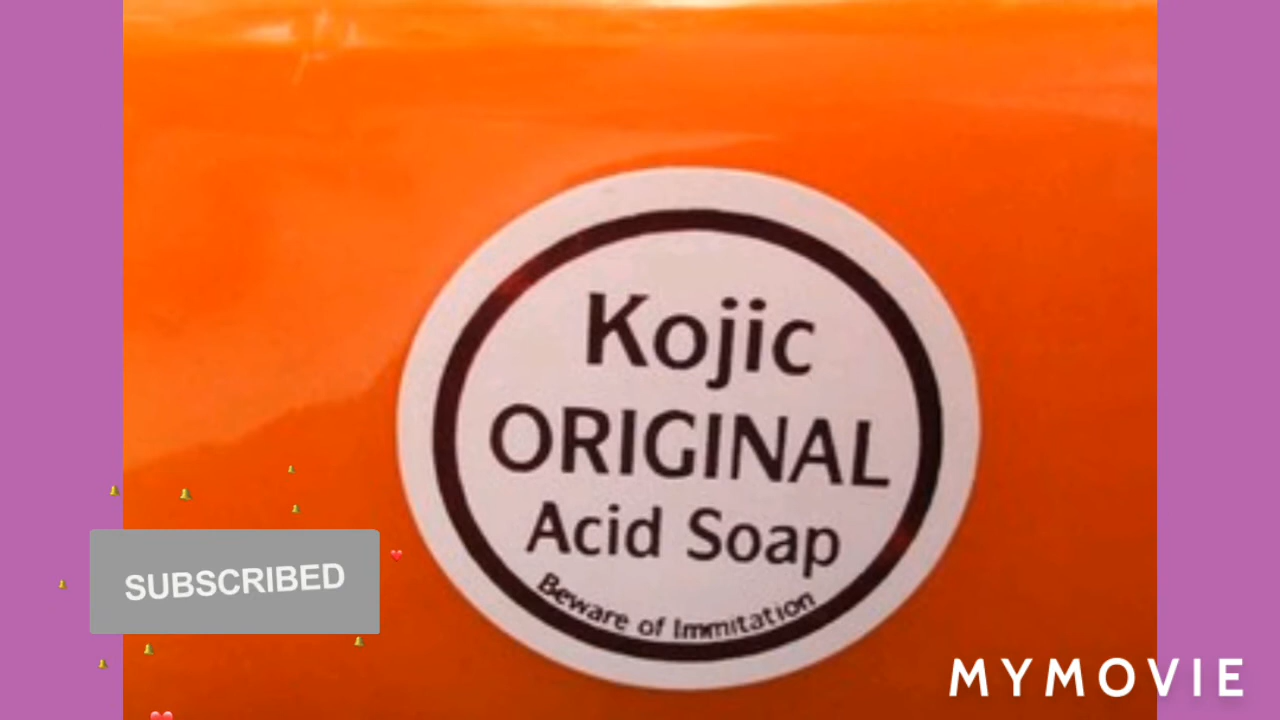 Kojic
ORIGINAL
Acid Soap
Beware of Immitation
SUBSCRIBED
MYMOVIE